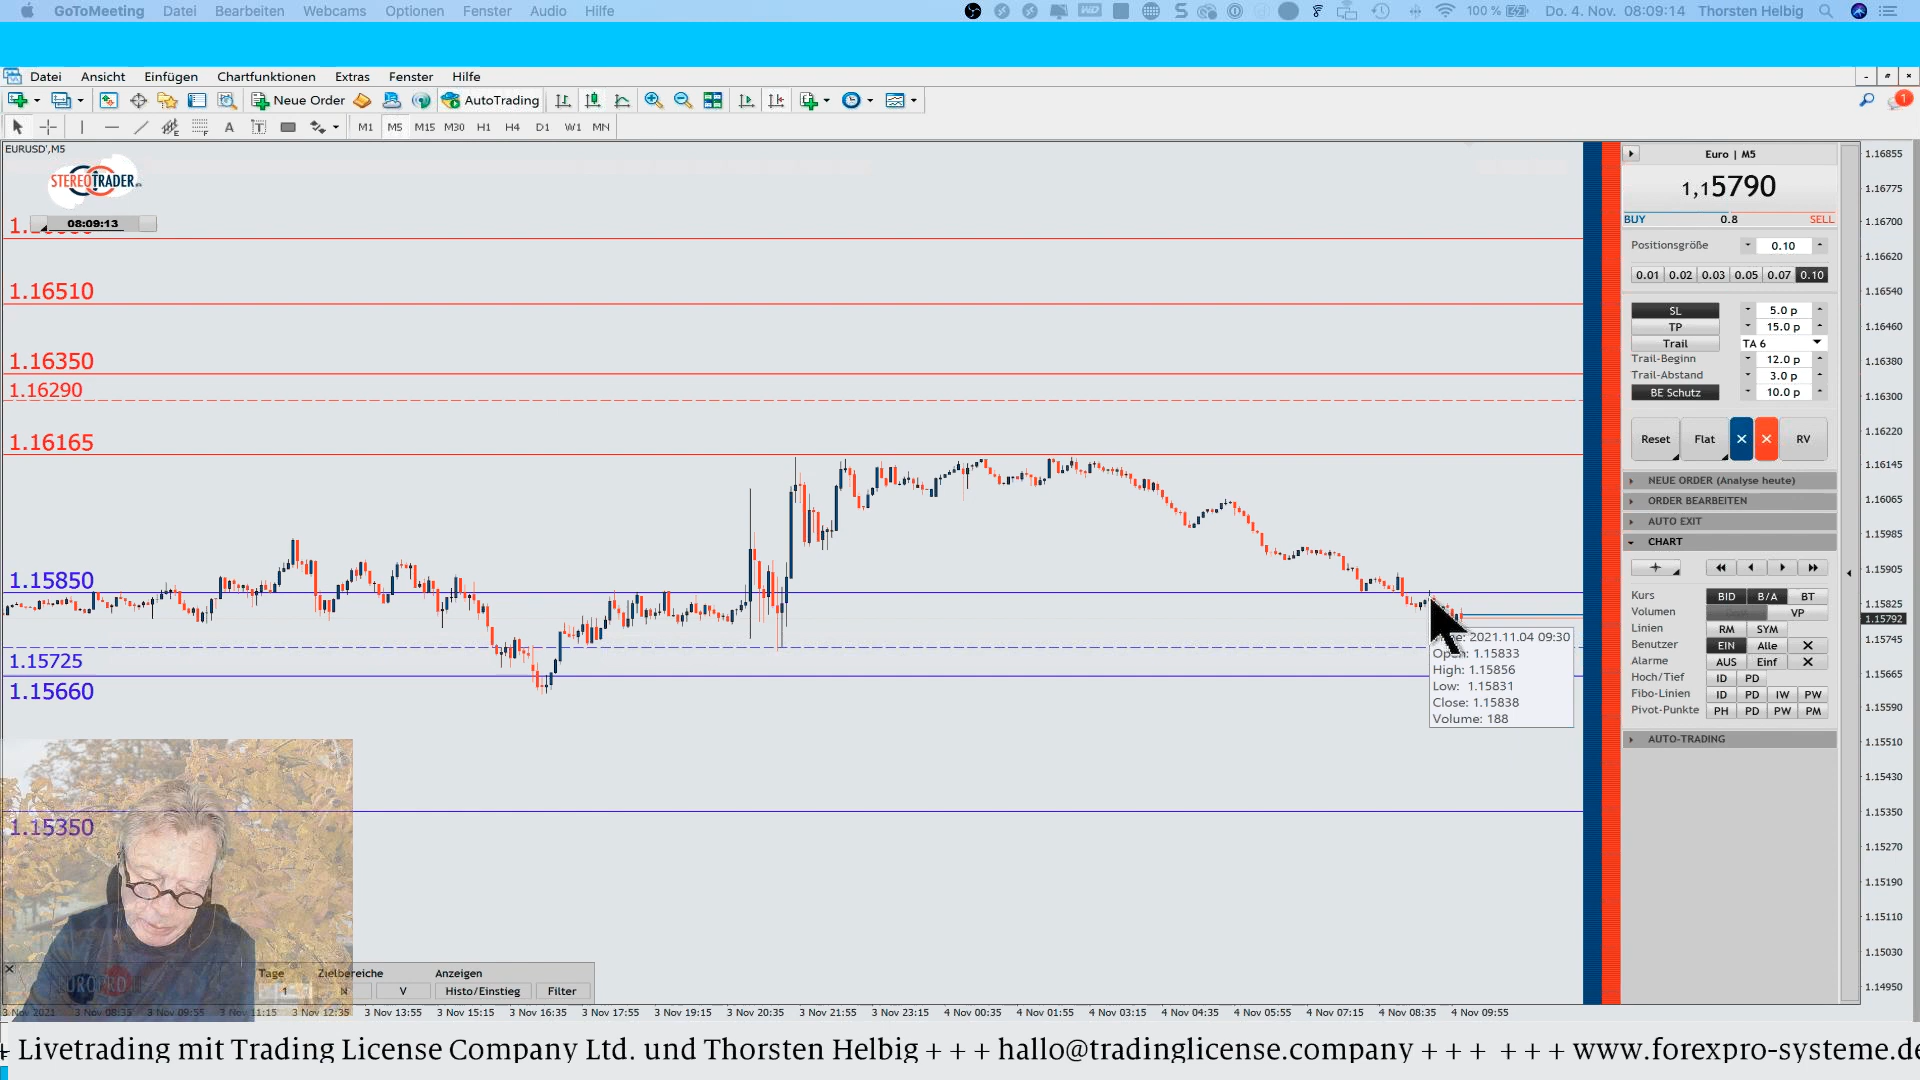 GoToMeeting Datei Bearbeiten Webcams Optionen Fenster Audio Hilfe 100 % Do. 4. Nov. 08:09:14 Thorsten Helbig
Datei Ansicht Einfügen Chartfunktionen Extras Fenster Hilfe
Neue Order AutoTrading 1
M1 M5 M15 M30 H1 H4 D1 W1 MN
EURUSD',M5
STEREOTRADER
08:09:13
1.16510
1.16350
1.16290
1.16165
1.15850
1.15725
1.15660
1.15350
2021.11.04 09:30
Open: 1.15833
High: 1.15856
Low: 1.15831
Close: 1.15838
Volume: 188
Euro | M5
1,15790
BUY 0.8 SELL
Positionsgröße 0.10
0.01 0.02 0.03 0.05 0.07 0.10
SL 5.0 p
TP 15.0 p
Trail TA 6
Trail-Beginn 12.0 p
Trail-Abstand 3.0 p
BE Schutz 10.0 p
Reset Flat × × RV
NEUE ORDER (Analyse heute)
ORDER BEARBEITEN
AUTO EXIT
CHART
Kurs BID B/A BT
Volumen VP
Linien RM SYM
Benutzer EIN Alle X
Alarme AUS Einf X
Hoch/Tief ID PD
Fibo-Linien ID PD IW PW
Pivot-Punkte PH PD PW PM
AUTO-TRADING
1.16855
1.16775
1.16700
1.16620
1.16540
1.16460
1.16380
1.16300
1.16220
1.16145
1.16065
1.15985
1.15905
1.15825
1.15792
1.15745
1.15665
1.15590
1.15510
1.15430
1.15350
1.15270
1.15190
1.15110
1.15030
1.14950
Tage Zielbereiche Anzeigen
1 N V Histo/Einstieg Filter
3 Nov 2021 3 Nov 08:35 3 Nov 09:55 3 Nov 11:15 3 Nov 12:35 3 Nov 13:55 3 Nov 15:15 3 Nov 16:35 3 Nov 17:55 3 Nov 19:15 3 Nov 20:35 3 Nov 21:55 3 Nov 23:15 4 Nov 00:35 4 Nov 01:55 4 Nov 03:15 4 Nov 04:35 4 Nov 05:55 4 Nov 07:15 4 Nov 08:35 4 Nov 09:55
+ Livetrading mit Trading License Company Ltd. und Thorsten Helbig + + + hallo@tradinglicense.company + + + + + + www.forexpro-systeme.de